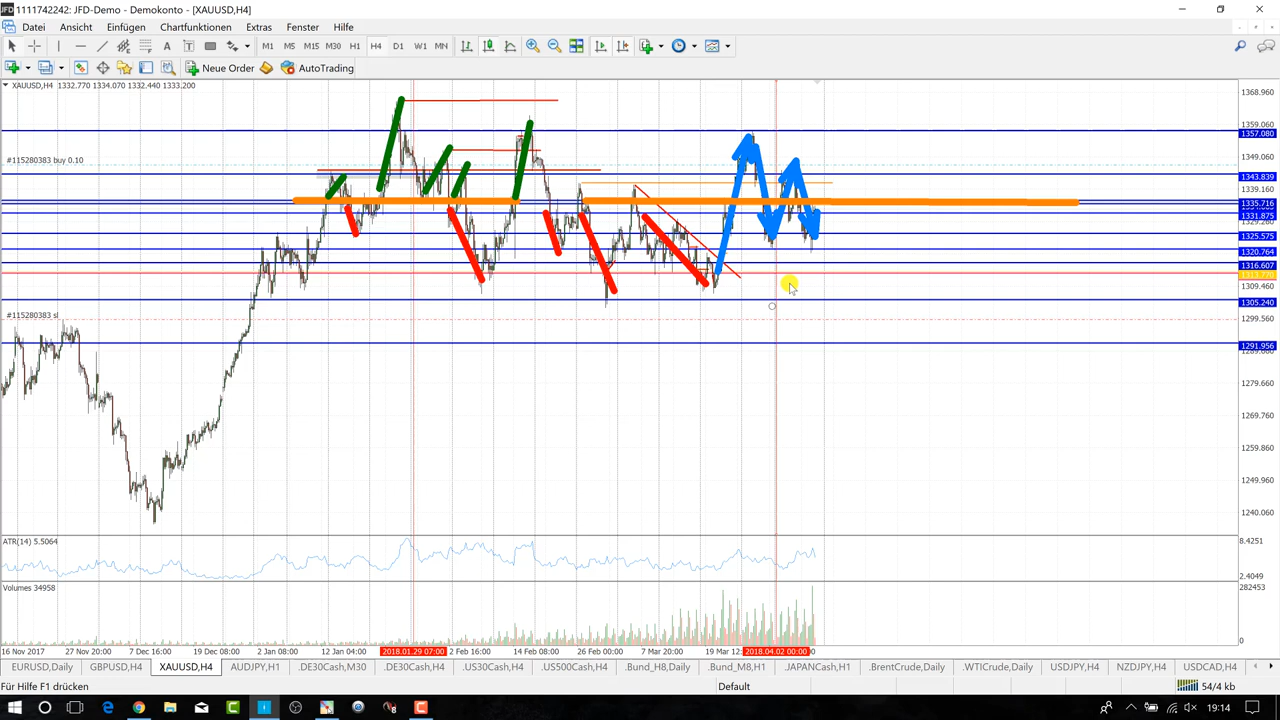 1111742242: JFD-Demo - Demokonto - [XAUUSD,H4]
Datei Ansicht Einfügen Chartfunktionen Extras Fenster Hilfe
M1 M5 M15 M30 H1 H4 D1 W1 MN
Neue Order AutoTrading
XAUUSD,H4 1332.770 1334.070 1332.440 1333.200
1368.960
1359.060
1357.080
#115280383 buy 0.10
1349.060
1343.839
1339.160
1335.716
1325.575
1320.764
1316.607
1309.460
1305.240
#115280383 sl
1299.560
1291.956
1279.660
1269.760
1259.860
1249.960
1240.060
ATR(14) 5.5064
8.4251
2.4049
Volumes 34958
282453
0
16 Nov 2017 27 Nov 20:00 7 Dec 16:00 19 Dec 08:00 2 Jan 08:00 12 Jan 04:00 2018.01.29 07:00 2 Feb 16:00 14 Feb 08:00 26 Feb 00:00 7 Mar 20:00 19 Mar 12: 2018.04.02 00:00
EURUSD,Daily GBPUSD,H4 XAUUSD,H4 AUDJPY,H1 .DE30Cash,M30 .DE30Cash,H4 .US30Cash,H4 .US500Cash,H4 .Bund_H8,Daily .Bund_M8,H1 .JAPANCash,H1 .BrentCrude,Daily .WTICrude,Daily USDJPY,H4 NZDJPY,H4 USDCAD,H4
Für Hilfe F1 drücken Default 54/4 kb
19:14